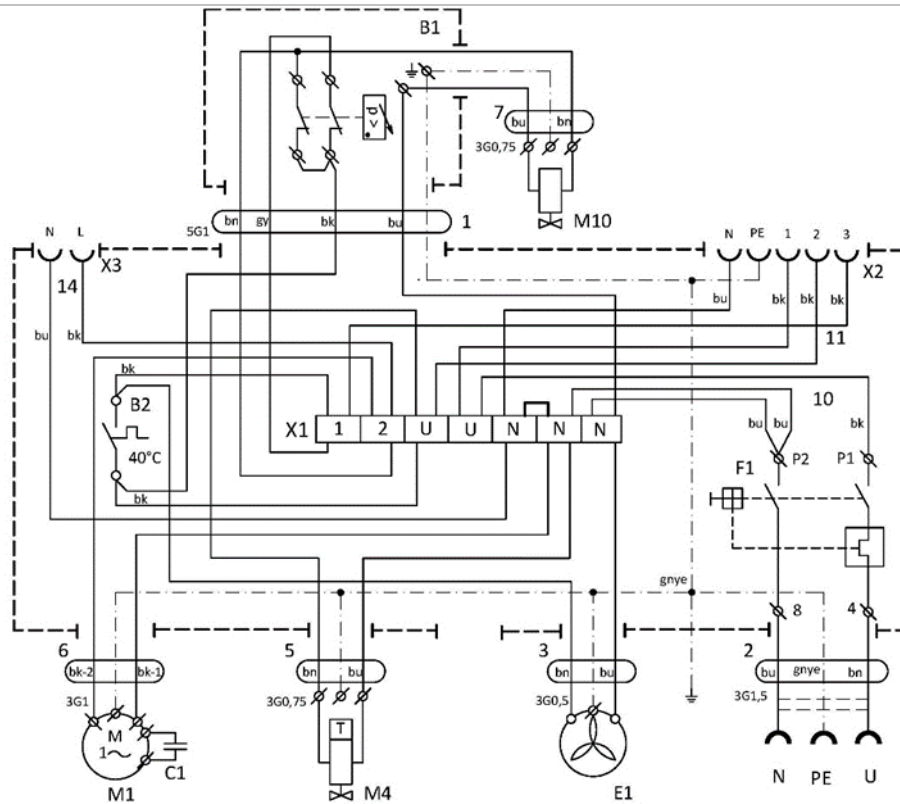 B1
7
bu bn
3G0,75
< d
M10
bn gy bk bu 1
5G1
N L
X3
14
N PE 1 2 3
X2
bu bk bk bk
bu bk
11
bk
B2
40°C
bk
X1 1 2 U U N N N
10
bu bu bk
P2 P1
F1
gnye
8 4
6 5 3 2
bk-2 bk-1 bn bu bn bu bu gnye bn
3G1 3G0,75 3G0,5 3G1,5
M
1~
C1
M1
T
M4
E1
N PE U